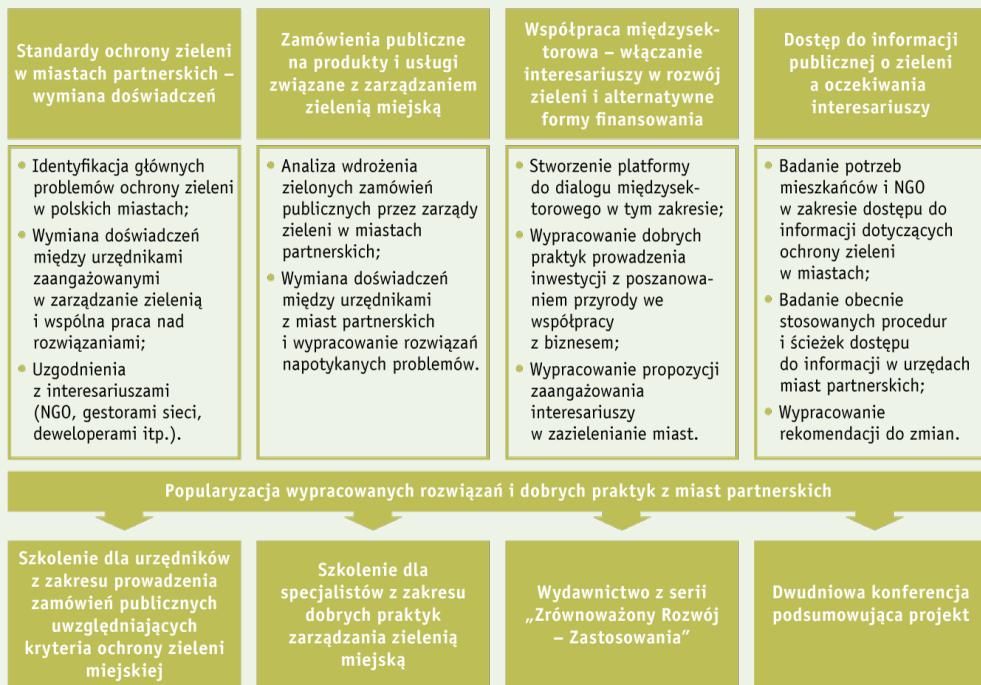 Standardy ochrony zieleni
w miastach partnerskich –
wymiana doświadczeń
Zamówienia publiczne
na produkty i usługi
związane z zarządzaniem
zielenią miejską
Współpraca międzysek-
torowa – włączanie
interesariuszy w rozwój
zieleni i alternatywne
formy finansowania
Dostęp do informacji
publicznej o zieleni
a oczekiwania
interesariuszy
• Identyfikacja głównych
problemów ochrony zieleni
w polskich miastach;
• Wymiana doświadczeń
między urzędnikami
zaangażowanymi
w zarządzanie zielenią
i wspólna praca nad
rozwiązaniami;
• Uzgodnienia
z interesariuszami
(NGO, gestorami sieci,
deweloperami itp.).
• Analiza wdrożenia
zielonych zamówień
publicznych przez zarządy
zieleni w miastach
partnerskich;
• Wymiana doświadczeń
między urzędnikami
z miast partnerskich
i wypracowanie rozwiązań
napotykanych problemów.
• Stworzenie platformy
do dialogu międzysek-
torowego w tym zakresie;
• Wypracowanie dobrych
praktyk prowadzenia
inwestycji z poszanowa-
niem przyrody we
współpracy
z biznesem;
• Wypracowanie propozycji
zaangażowania
interesariuszy
w zazielenianie miast.
• Badanie potrzeb
mieszkańców i NGO
w zakresie dostępu do
informacji dotyczących
ochrony zieleni
w miastach;
• Badanie obecnie
stosowanych procedur
i ścieżek dostępu
do informacji w urzędach
miast partnerskich;
• Wypracowanie
rekomendacji do zmian.
Popularyzacja wypracowanych rozwiązań i dobrych praktyk z miast partnerskich
Szkolenie dla urzędników
z zakresu prowadzenia
zamówień publicznych
uwzględniających
kryteria ochrony zieleni
miejskiej
Szkolenie dla
specjalistów z zakresu
dobrych praktyk
zarządzania zielenią
miejską
Wydawnictwo z serii
„Zrównoważony Rozwój
– Zastosowania”
Dwudniowa konferencja
podsumowująca projekt